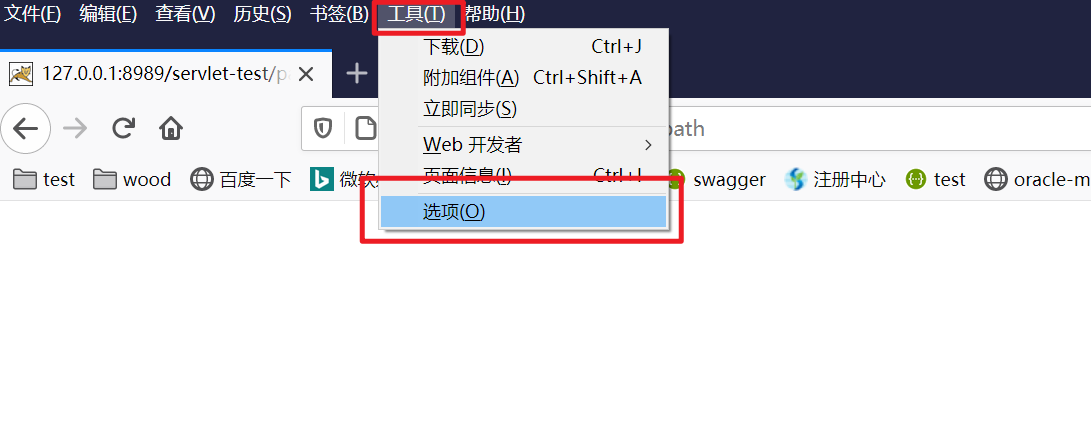 文件(F) 编辑(E) 查看(V) 历史(S) 书签(B) 工具(T) 帮助(H)
下载(D) Ctrl+J
127.0.0.1:8989/servlet-test/p
附加组件(A) Ctrl+Shift+A
立即同步(S)
path
Web 开发者
test wood 百度一下 微软 页面信息(I) Ctrl+I swagger 注册中心 test oracle-m
选项(O)